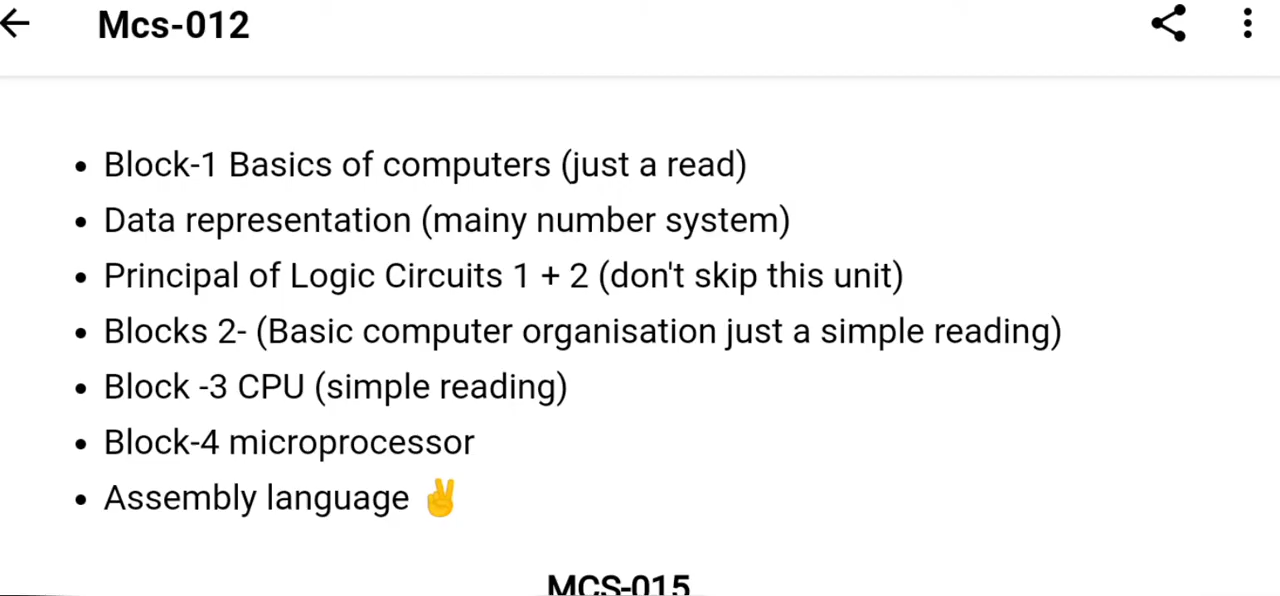 Mcs-012
• Block-1 Basics of computers (just a read)
• Data representation (mainy number system)
• Principal of Logic Circuits 1 + 2 (don't skip this unit)
• Blocks 2- (Basic computer organisation just a simple reading)
• Block -3 CPU (simple reading)
• Block-4 microprocessor
• Assembly language ✌️
MCS-015